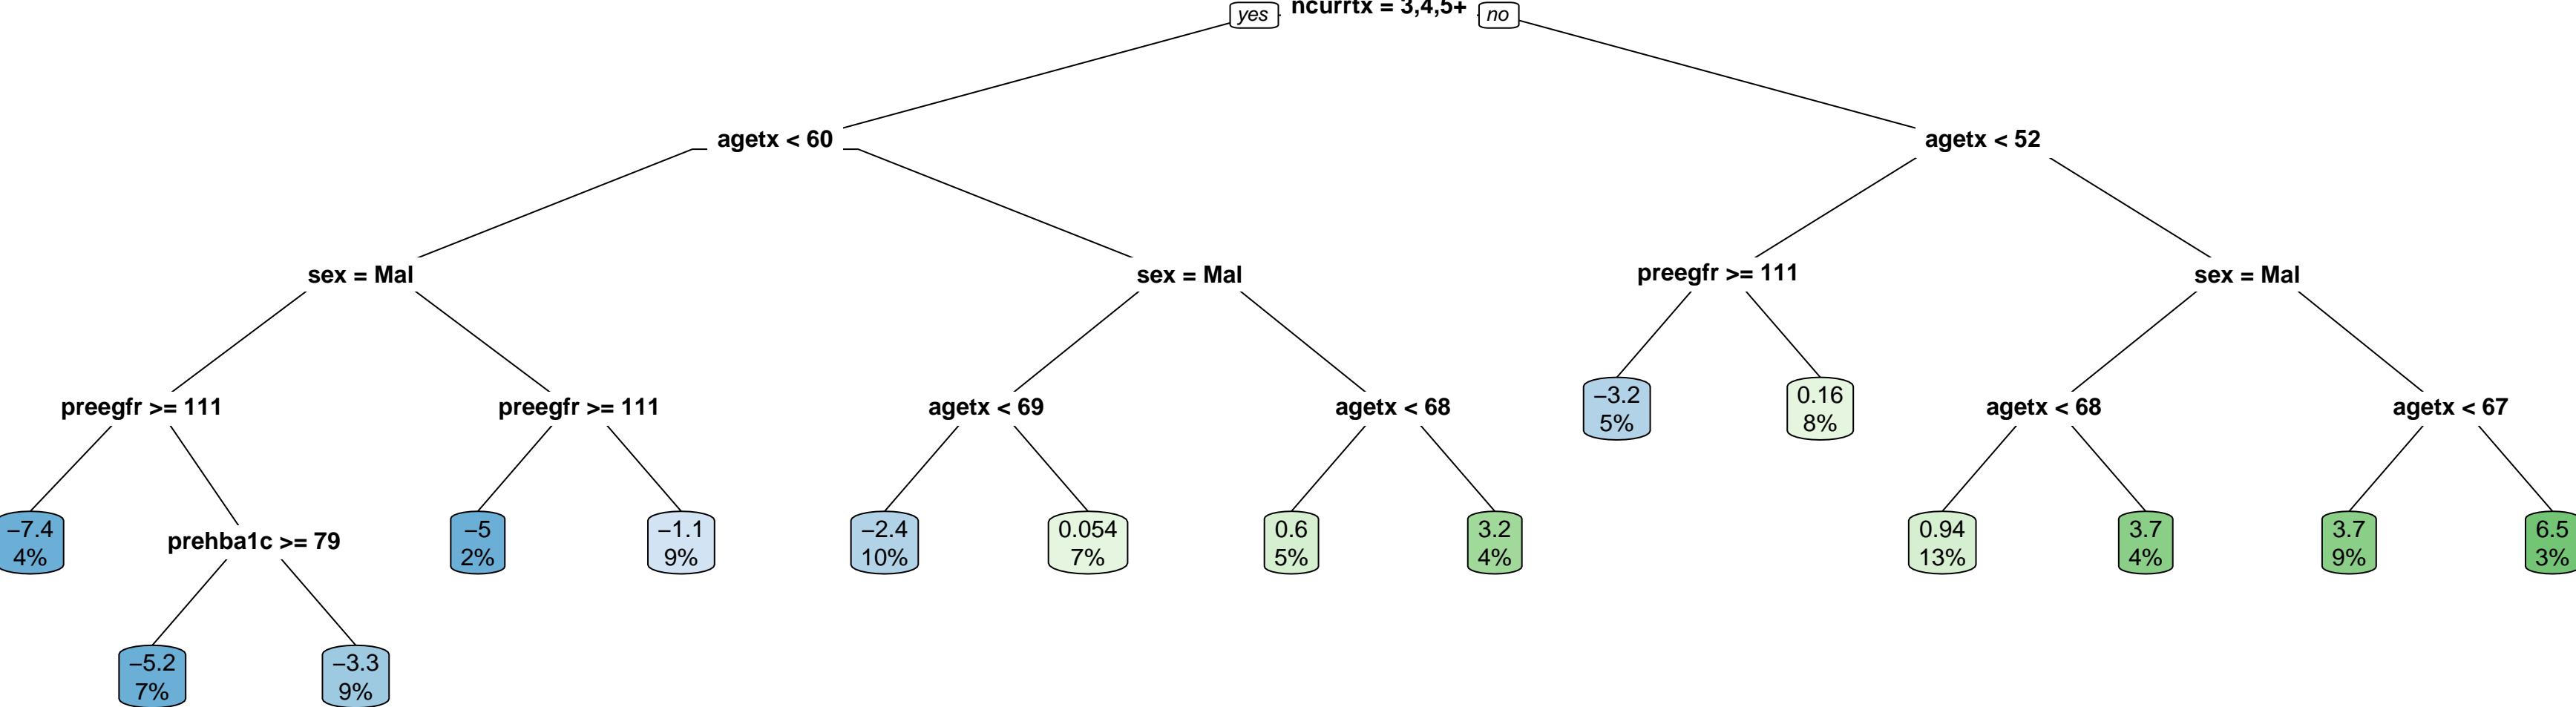 yes ncurrtx = 3,4,5+ no
agetx < 60
agetx < 52
sex = Mal
sex = Mal
preegfr >= 111
sex = Mal
preegfr >= 111
preegfr >= 111
agetx < 69
agetx < 68
−3.2
5%
0.16
8%
agetx < 68
agetx < 67
−7.4
4%
prehba1c >= 79
−5
2%
−1.1
9%
−2.4
10%
0.054
7%
0.6
5%
3.2
4%
0.94
13%
3.7
4%
3.7
9%
6.5
3%
−5.2
7%
−3.3
9%